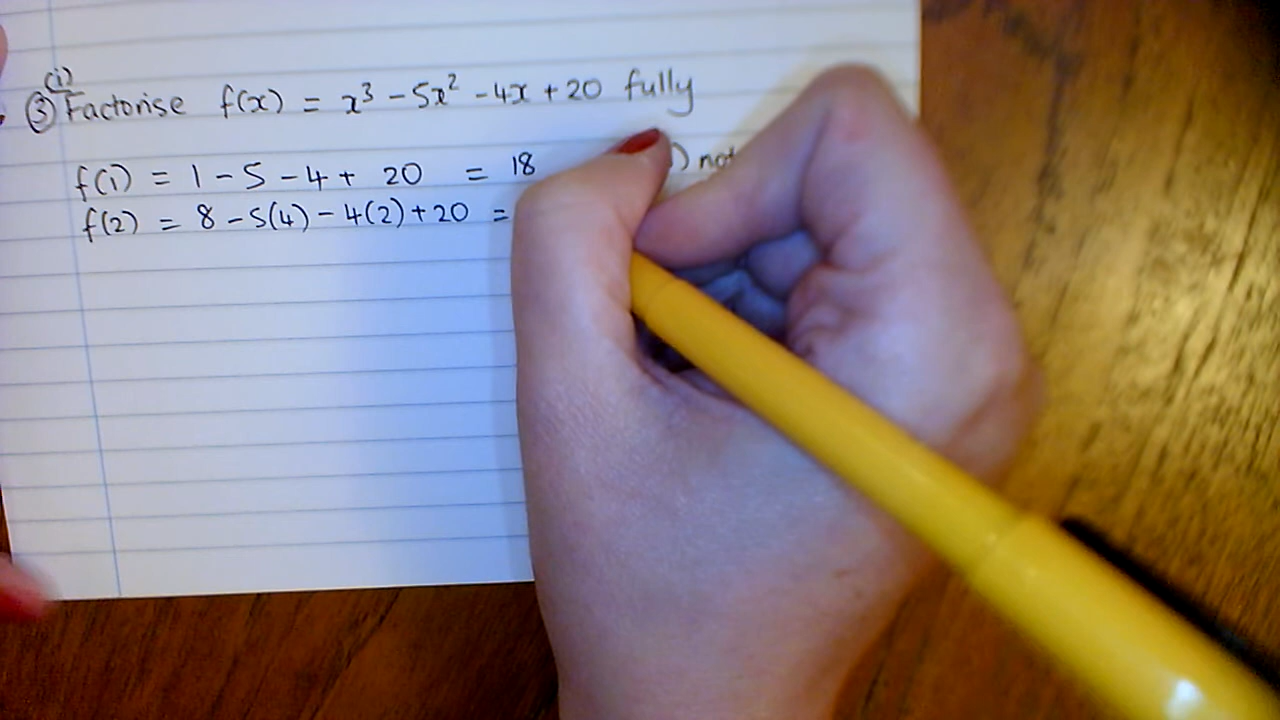 (i)
③ Factorise f(x) = x³ - 5x² - 4x + 20 fully
f(1) = 1 - 5 - 4 + 20 = 18 ) not
f(2) = 8 - 5(4) - 4(2) + 20 =